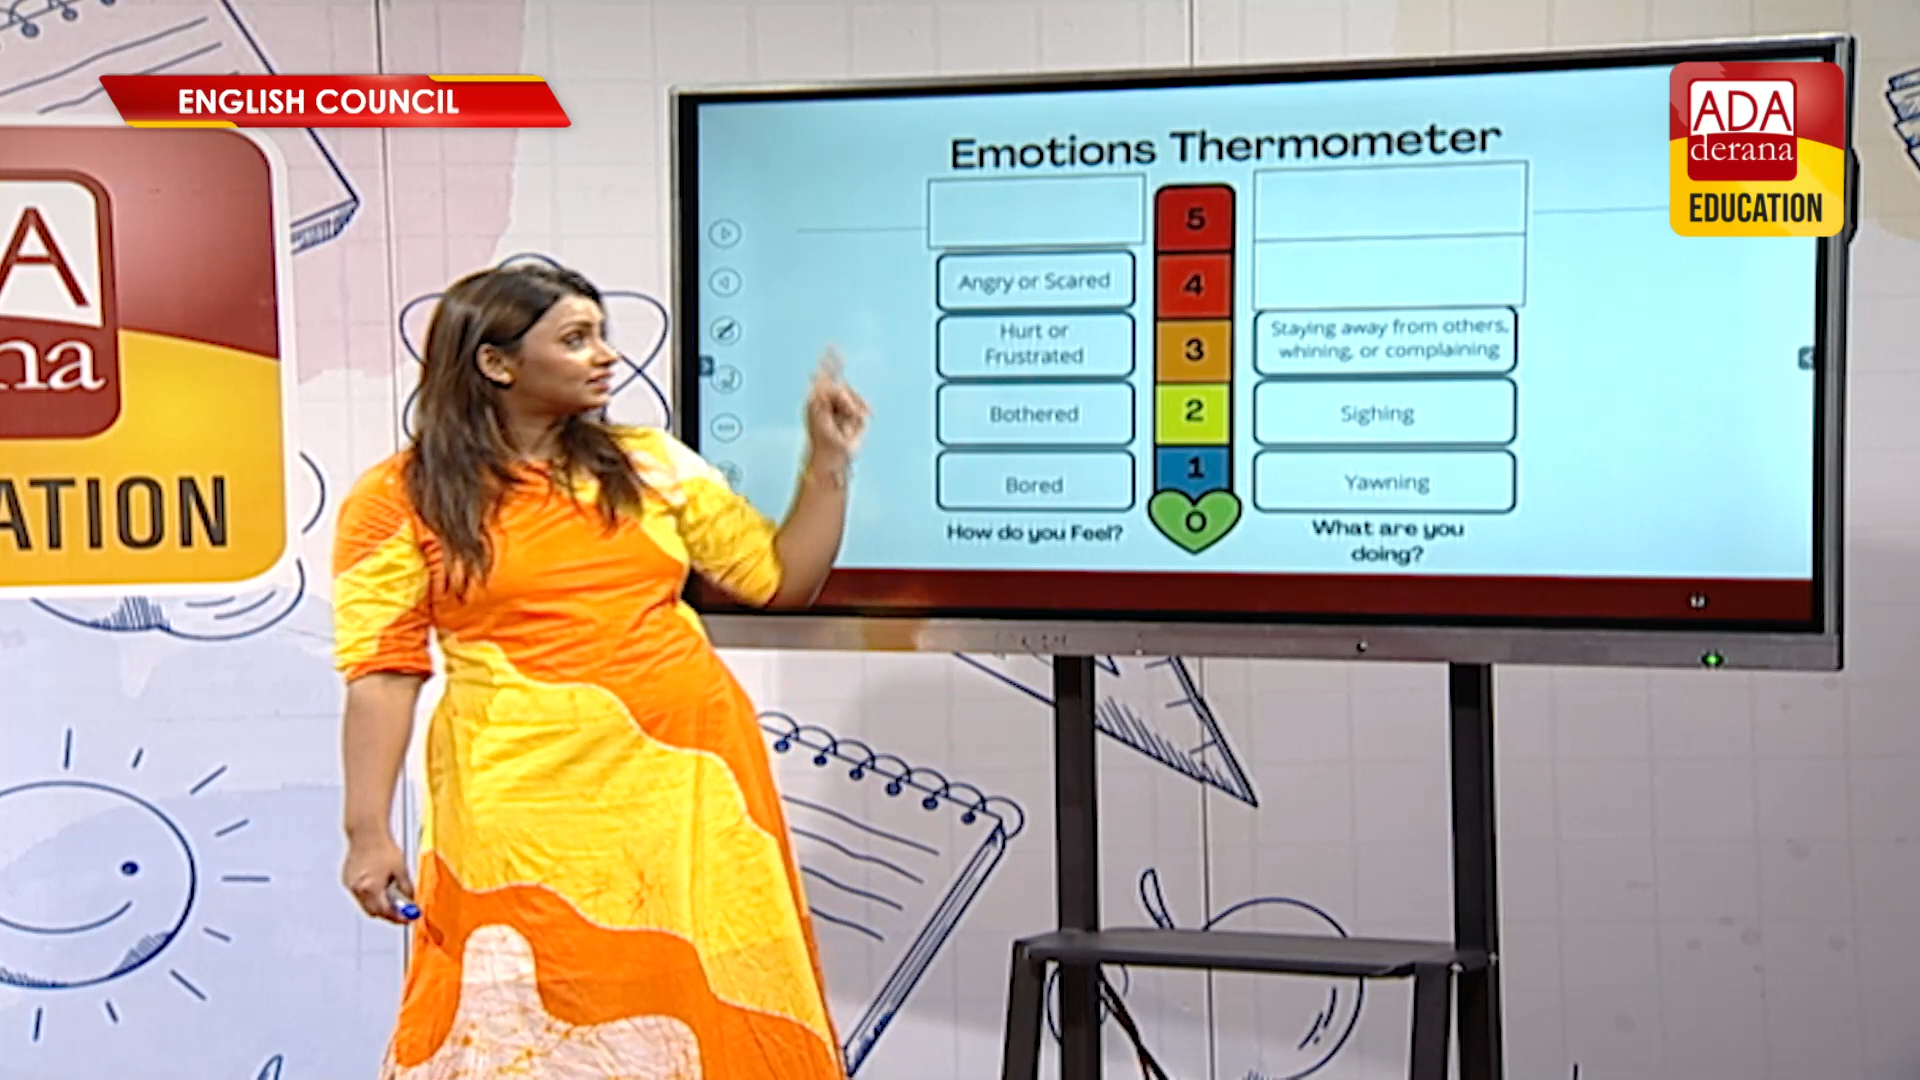 ENGLISH COUNCIL
ADA
derana
EDUCATION
A
na
ATION
Emotions Thermometer
5
Angry or Scared
4
Hurt or
Frustrated
3
Staying away from others,
whining, or complaining
Bothered
2
Sighing
Bored
1
Yawning
0
How do you Feel?
What are you
doing?